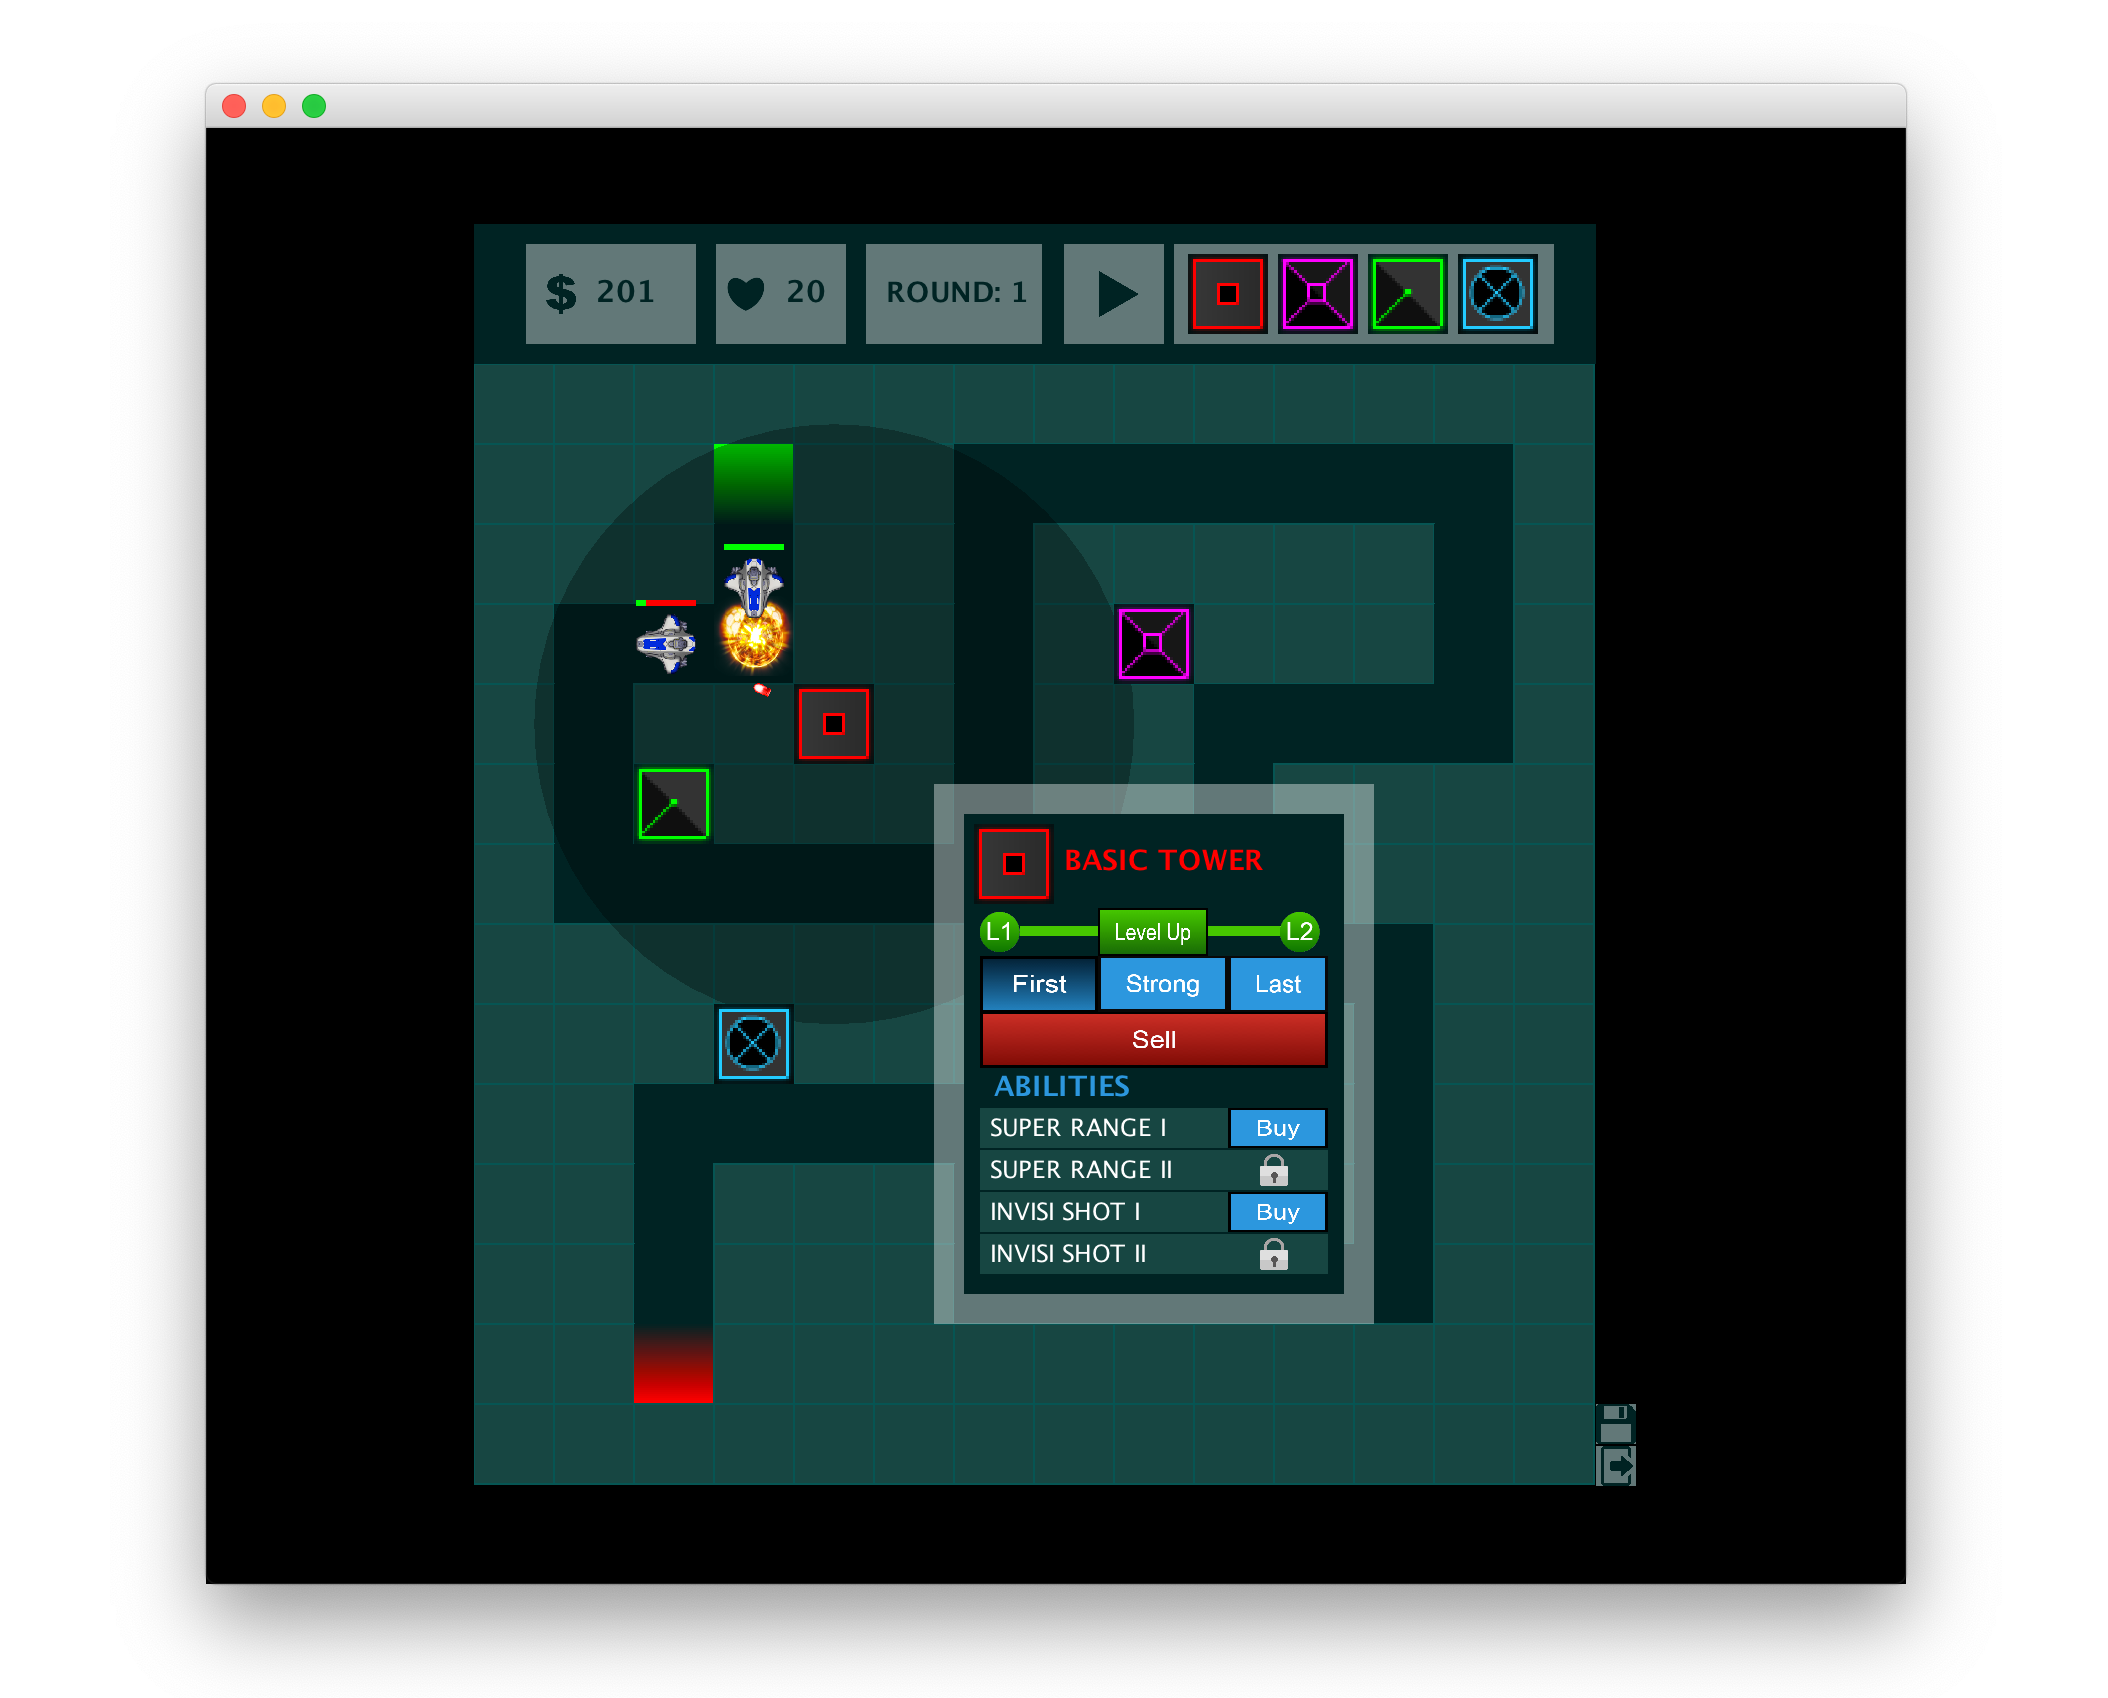 $ 201
20
ROUND: 1
BASIC TOWER
L1 Level Up L2
First Strong Last
Sell
ABILITIES
SUPER RANGE I Buy
SUPER RANGE II
INVISI SHOT I Buy
INVISI SHOT II